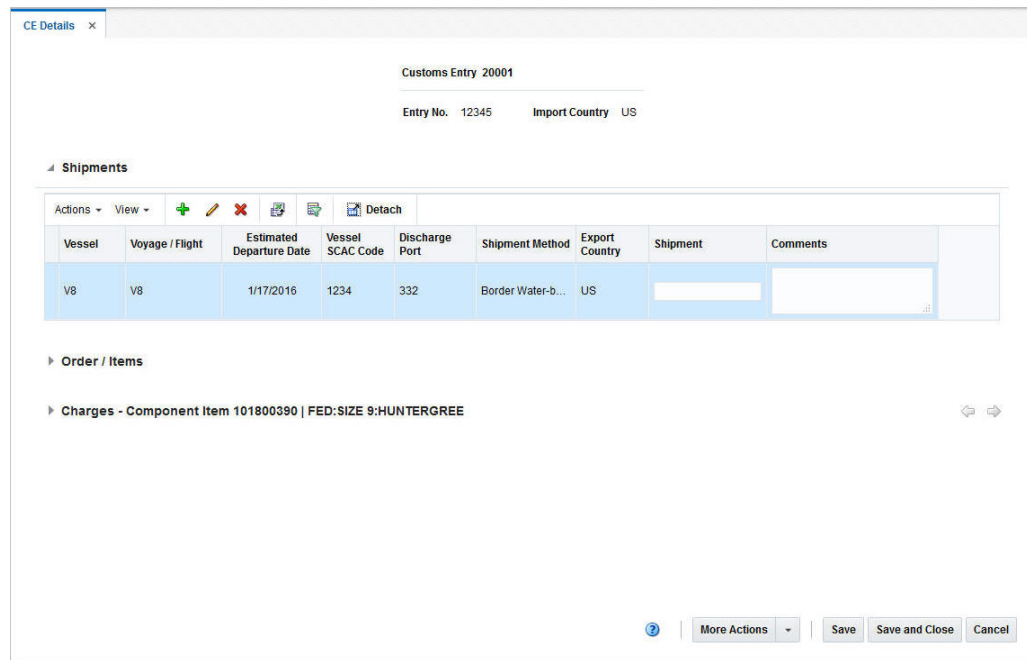 CE Details ×
Customs Entry 20001
Entry No. 12345 Import Country US
Shipments
Actions View Detach
Vessel Voyage / Flight Estimated Departure Date Vessel SCAC Code Discharge Port Shipment Method Export Country Shipment Comments
V8 V8 1/17/2016 1234 332 Border Water-b... US
Order / Items
Charges - Component Item 101800390 | FED:SIZE 9:HUNTERGREE
? More Actions Save Save and Close Cancel